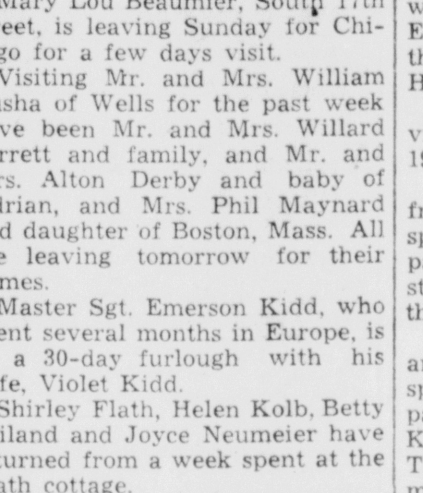 Mary Lou Beaumier, South 17th
reet, is leaving Sunday for Chi-
go for a few days visit.
Visiting Mr. and Mrs. William
sha of Wells for the past week
ve been Mr. and Mrs. Willard
rrett and family, and Mr. and
rs. Alton Derby and baby of
drian, and Mrs. Phil Maynard
d daughter of Boston, Mass. All
e leaving tomorrow for their
mes.
Master Sgt. Emerson Kidd, who
ent several months in Europe, is
a 30-day furlough with his
fe, Violet Kidd.
Shirley Flath, Helen Kolb, Betty
iland and Joyce Neumeier have
turned from a week spent at the
ath cottage.